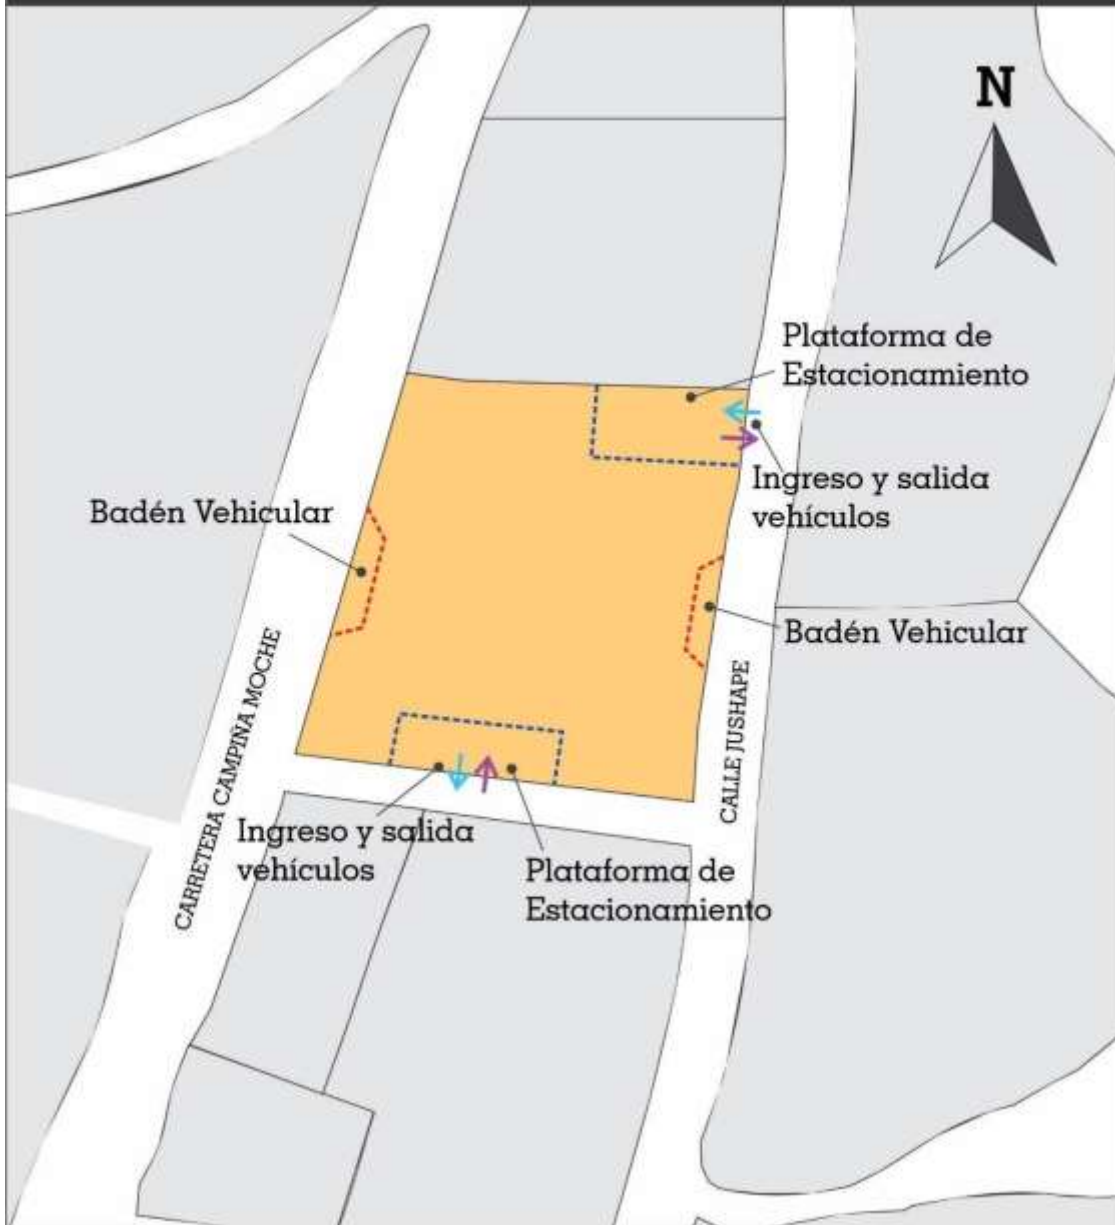 N
Plataforma de
Estacionamiento
Ingreso y salida
vehículos
Badén Vehicular
Badén Vehicular
CARRETERA CAMPIÑA MOCHE
CALLE JUSHAPE
Ingreso y salida
vehículos
Plataforma de
Estacionamiento